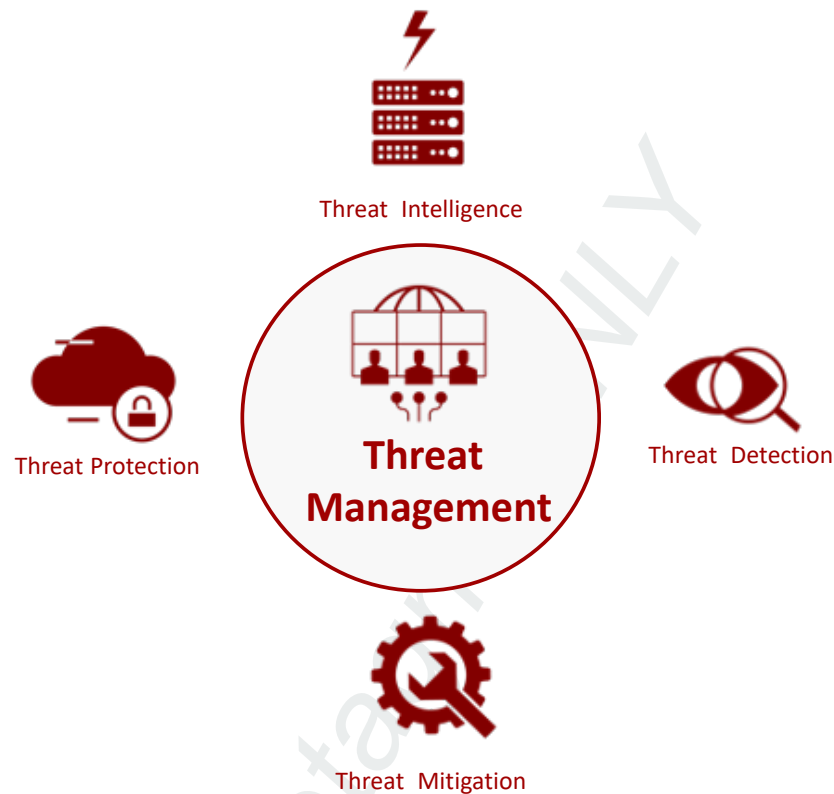 Threat Intelligence
Threat Protection
Threat
Management
Threat Detection
Threat Mitigation